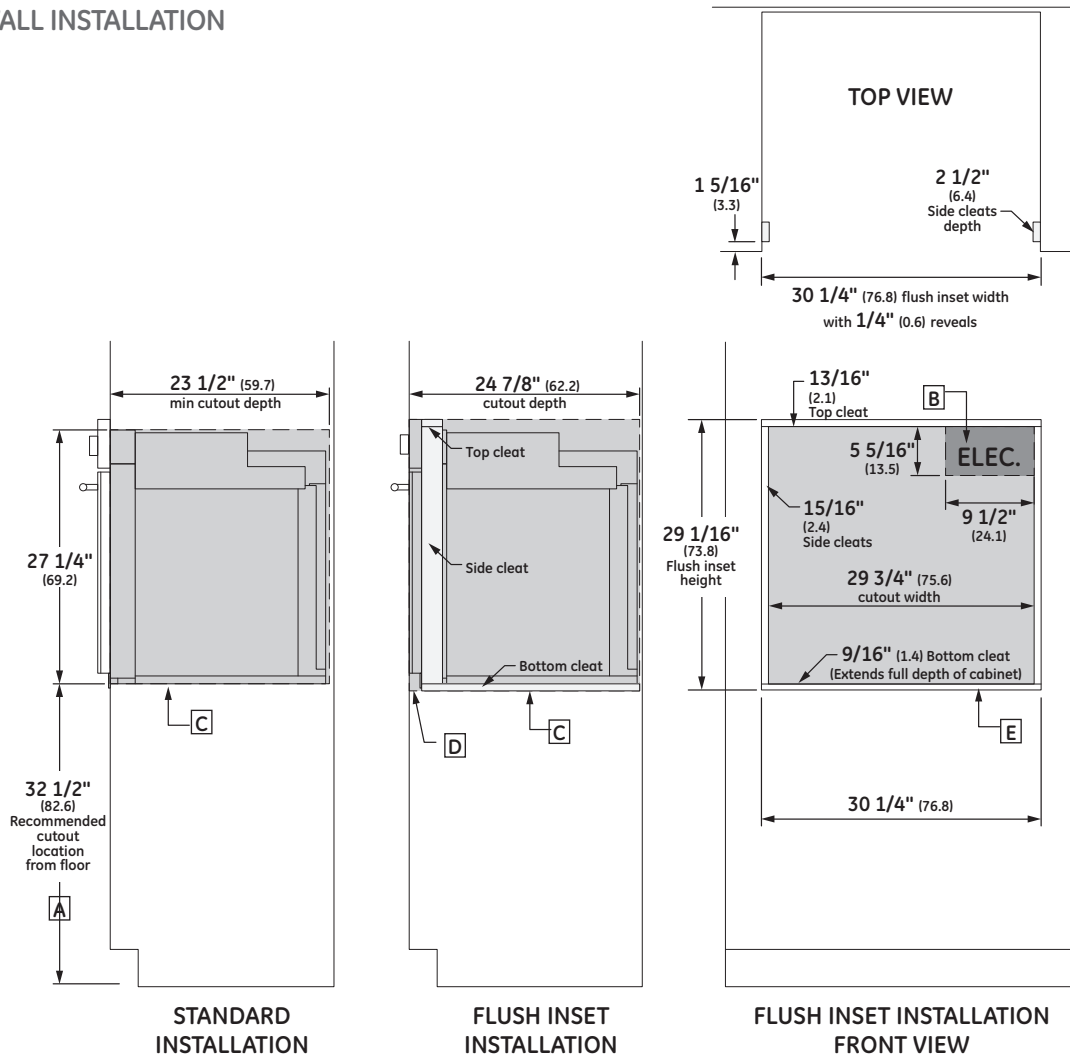 ALL INSTALLATION
TOP VIEW
1 5/16"
(3.3)
2 1/2"
(6.4)
Side cleats
depth
30 1/4" (76.8) flush inset width
with 1/4" (0.6) reveals
23 1/2" (59.7)
min cutout depth
27 1/4"
(69.2)
C
32 1/2"
(82.6)
Recommended
cutout
location
from floor
A
STANDARD
INSTALLATION
24 7/8" (62.2)
cutout depth
Top cleat
Side cleat
Bottom cleat
D
C
FLUSH INSET
INSTALLATION
13/16"
(2.1)
Top cleat
B
5 5/16"
(13.5)
ELEC.
15/16"
(2.4)
Side cleats
9 1/2"
(24.1)
29 1/16"
(73.8)
Flush inset
height
29 3/4" (75.6)
cutout width
9/16" (1.4) Bottom cleat
(Extends full depth of cabinet)
E
30 1/4" (76.8)
FLUSH INSET INSTALLATION
FRONT VIEW